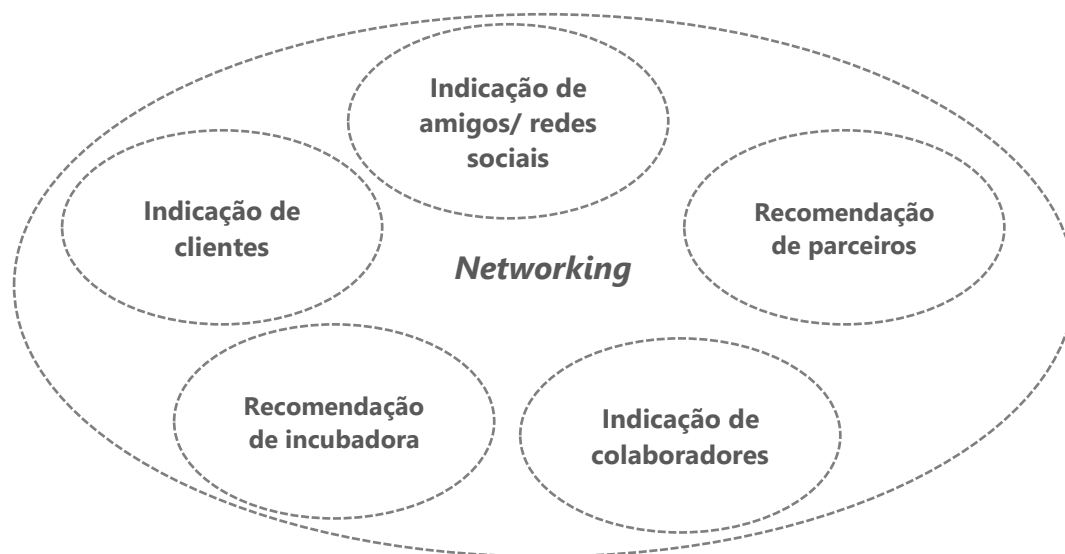 Indicação de
amigos/ redes
sociais
Indicação de
clientes
Recomendação
de parceiros
Networking
Recomendação
de incubadora
Indicação de
colaboradores